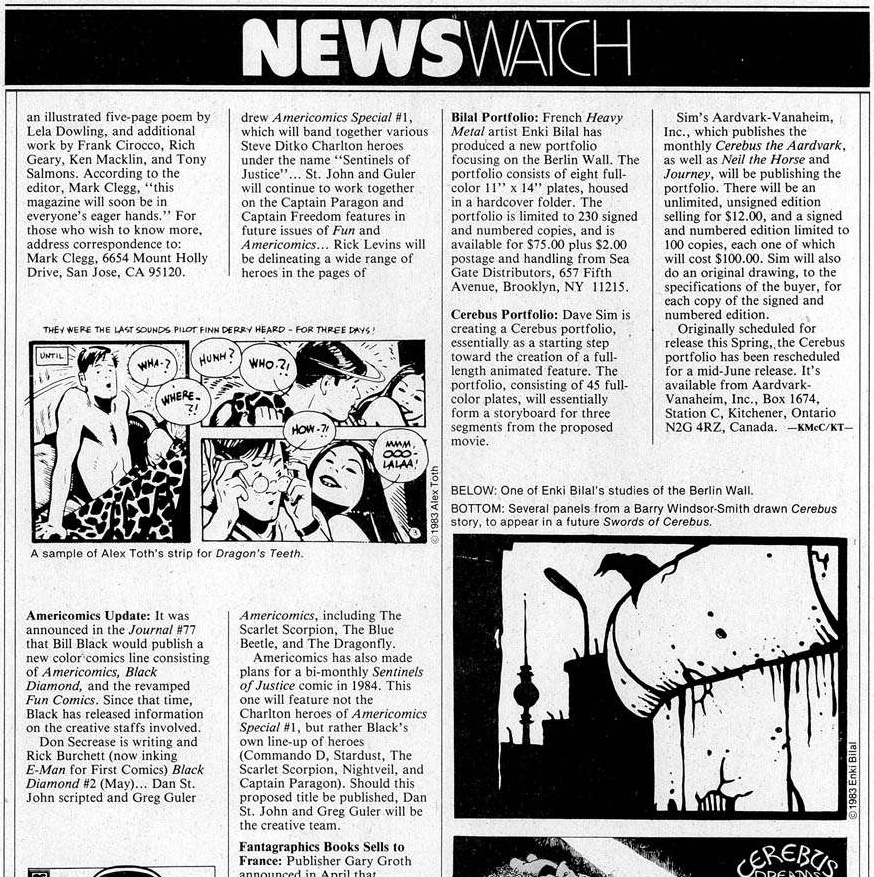 NEWSWATCH
an illustrated five-page poem by
Lela Dowling, and additional
work by Frank Cirocco, Rich
Geary, Ken Macklin, and Tony
Salmons. According to the
editor, Mark Clegg, "this
magazine will soon be in
everyone's eager hands." For
those who wish to know more,
address correspondence to:
Mark Clegg, 6654 Mount Holly
Drive, San Jose, CA 95120.
drew Americomics Special #1,
which will band together various
Steve Ditko Charlton heroes
under the name "Sentinels of
Justice"... St. John and Guler
will continue to work together
on the Captain Paragon and
Captain Freedom features in
future issues of Fun and
Americomics... Rick Levins will
be delineating a wide range of
heroes in the pages of
THEY WERE THE LAST SOUNDS PILOT FINN DERRY HEARD - FOR THREE DAYS!
UNTIL
WHA-?
WHERE-
?!
HUNH?
WHO-?!
HOW-?!
MMM,
OOO-
LALAA!
3
© 1983 Alex Toth
A sample of Alex Toth's strip for Dragon's Teeth.
Americomics Update: It was
announced in the Journal #77
that Bill Black would publish a
new color comics line consisting
of Americomics, Black
Diamond, and the revamped
Fun Comics. Since that time,
Black has released information
on the creative staffs involved.
Don Secrease is writing and
Rick Burchett (now inking
E-Man for First Comics) Black
Diamond #2 (May)... Dan St.
John scripted and Greg Guler
Americomics, including The
Scarlet Scorpion, The Blue
Beetle, and The Dragonfly.
Americomics has also made
plans for a bi-monthly Sentinels
of Justice comic in 1984. This
one will feature not the
Charlton heroes of Americomics
Special #1, but rather Black's
own line-up of heroes
(Commando D, Stardust, The
Scarlet Scorpion, Nightveil, and
Captain Paragon). Should this
proposed title be published, Dan
St. John and Greg Guler will be
the creative team.
Fantagraphics Books Sells to
France: Publisher Gary Groth
announced in April that
Bilal Portfolio: French Heavy
Metal artist Enki Bilal has
produced a new portfolio
focusing on the Berlin Wall. The
portfolio consists of eight full-
color 11" x 14" plates, housed
in a hardcover folder. The
portfolio is limited to 230 signed
and numbered copies, and is
available for $75.00 plus $2.00
postage and handling from Sea
Gate Distributors, 657 Fifth
Avenue, Brooklyn, NY 11215.
Cerebus Portfolio: Dave Sim is
creating a Cerebus portfolio,
essentially as a starting step
toward the creation of a full-
length animated feature. The
portfolio, consisting of 45 full-
color plates, will essentially
form a storyboard for three
segments from the proposed
movie.
Sim's Aardvark-Vanaheim,
Inc., which publishes the
monthly Cerebus the Aardvark,
as well as Neil the Horse and
Journey, will be publishing the
portfolio. There will be an
unlimited, unsigned edition
selling for $12.00, and a signed
and numbered edition limited to
100 copies, each one of which
will cost $100.00. Sim will also
do an original drawing, to the
specifications of the buyer, for
each copy of the signed and
numbered edition.
Originally scheduled for
release this Spring, the Cerebus
portfolio has been rescheduled
for a mid-June release. It's
available from Aardvark-
Vanaheim, Inc., Box 1674,
Station C, Kitchener, Ontario
N2G 4RZ, Canada. —KMcC/KT—
BELOW: One of Enki Bilal's studies of the Berlin Wall.
BOTTOM: Several panels from a Barry Windsor-Smith drawn Cerebus
story, to appear in a future Swords of Cerebus.
© 1983 Enki Bilal
CEREBUS
DREAMS